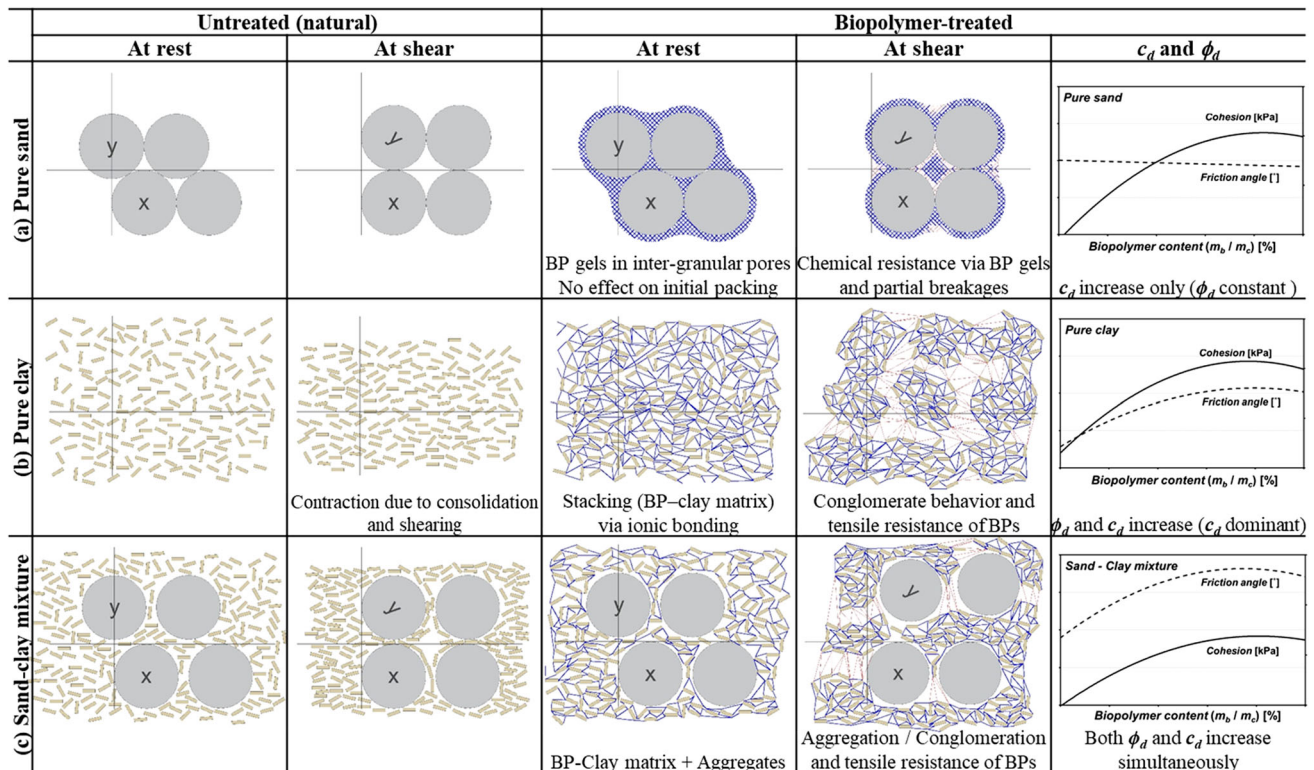 Untreated (natural)
Biopolymer-treated
At rest
At shear
At rest
At shear
c_d and ϕ_d
(a) Pure sand
y
x
y
x
y
x
BP gels in inter-granular pores
No effect on initial packing
y
x
Chemical resistance via BP gels
and partial breakages
Pure sand
Cohesion [kPa]
Friction angle [˚]
Biopolymer content (m_b / m_c) [%]
c_d increase only (ϕ_d constant )
(b) Pure clay
Contraction due to consolidation
and shearing
Stacking (BP–clay matrix)
via ionic bonding
Conglomerate behavior and
tensile resistance of BPs
Pure clay
Cohesion [kPa]
Friction angle [˚]
Biopolymer content (m_b / m_c) [%]
ϕ_d and c_d increase (c_d dominant)
(c) Sand-clay mixture
y
x
y
x
y
x
BP-Clay matrix + Aggregates
y
x
Aggregation / Conglomeration
and tensile resistance of BPs
Sand - Clay mixture
Friction angle [˚]
Cohesion [kPa]
Biopolymer content (m_b / m_c) [%]
Both ϕ_d and c_d increase
simultaneously